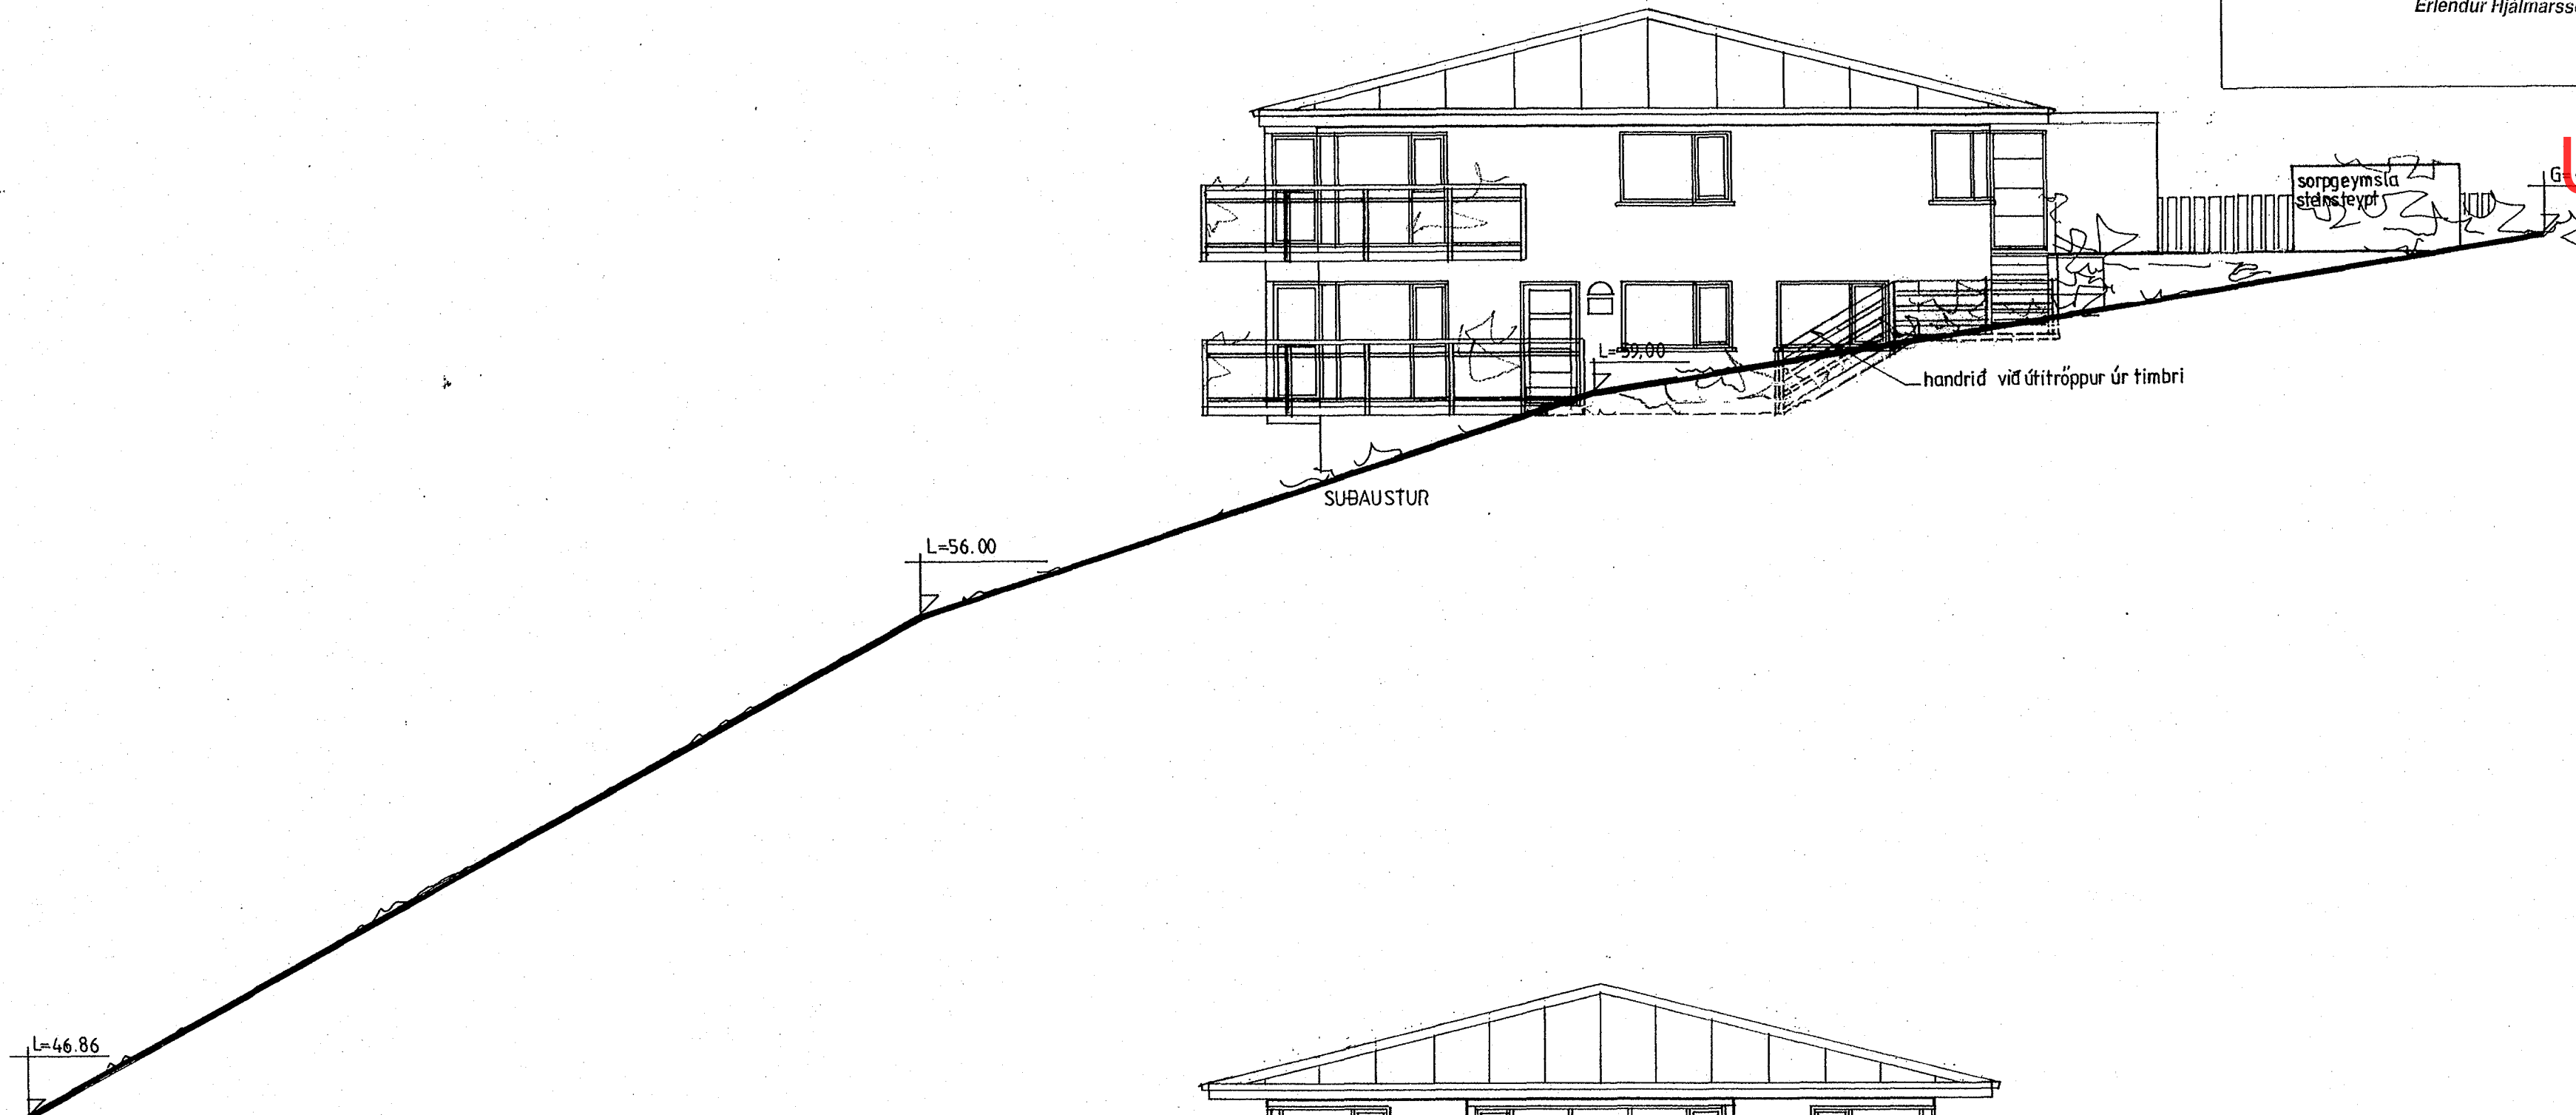 Erlendur Hjálmarss
sorpgeymsla
steinsteypt
G=
L=59,00
handrið við útitröppur úr timbri
SUÐAUSTUR
L=56.00
L=46.86